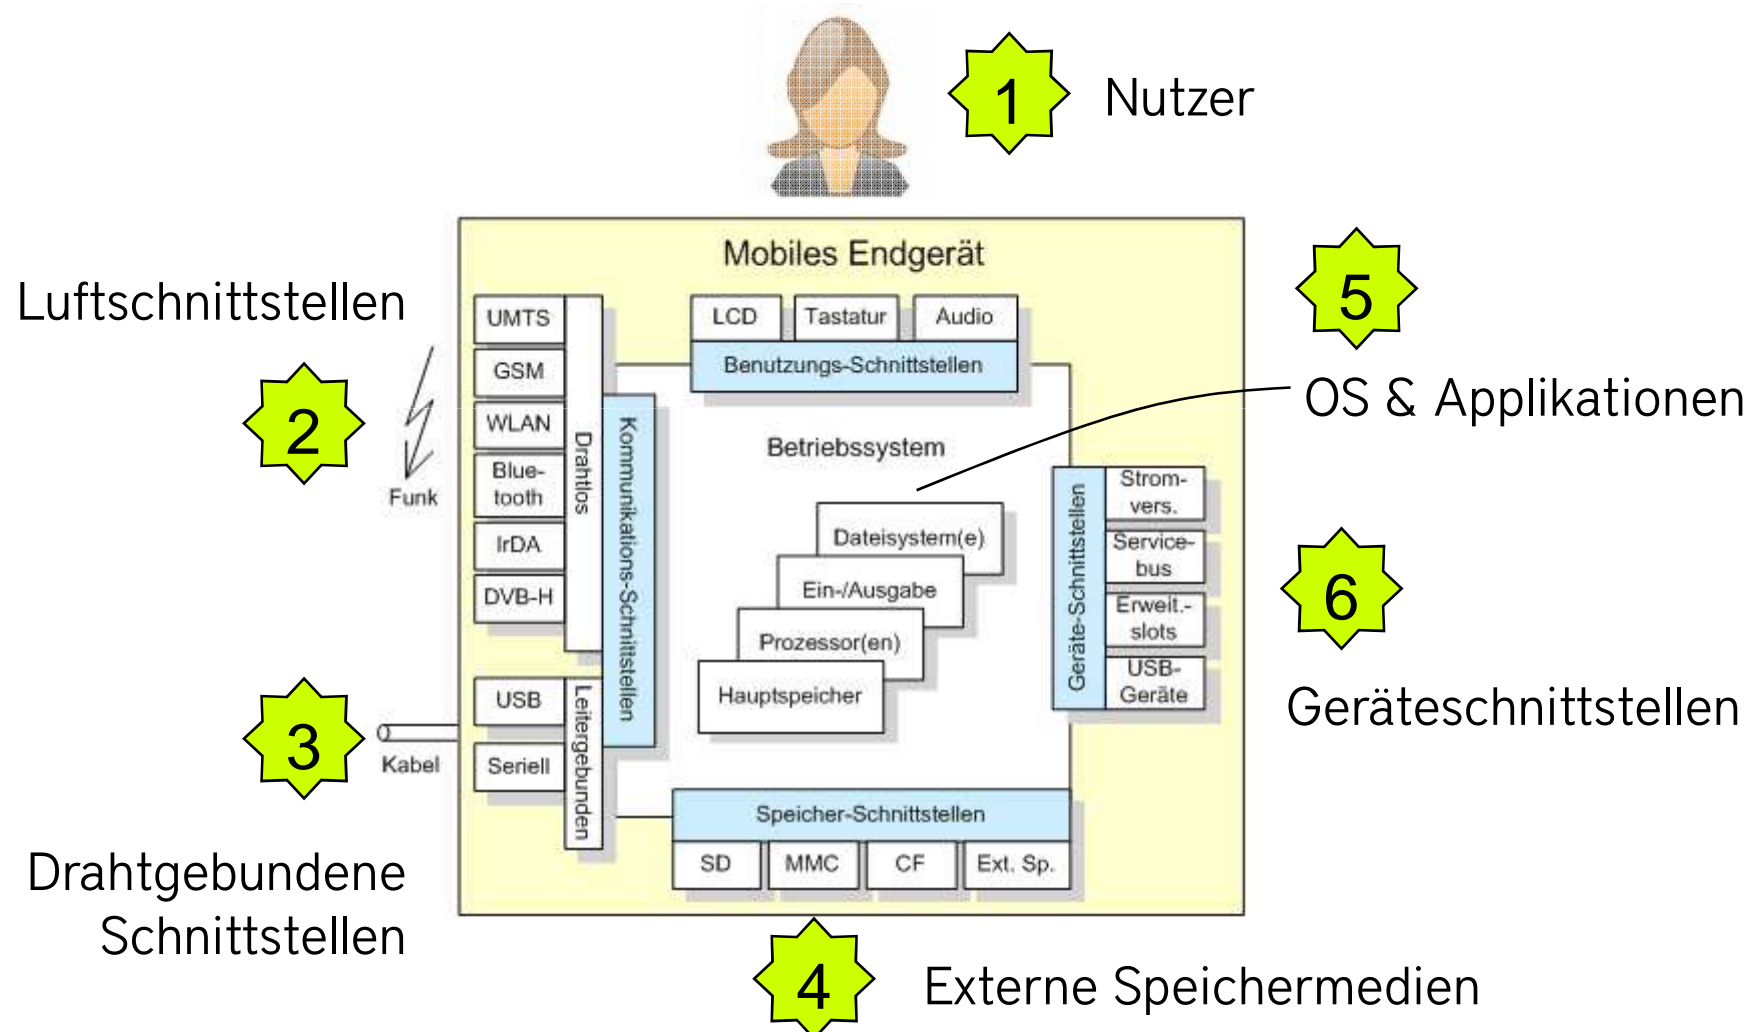 1
Nutzer
Mobiles Endgerät
Luftschnittstellen
2
Funk
UMTS
GSM
WLAN
Blue-
tooth
IrDA
DVB-H
Drahtlos
Kommunikations-Schnittstellen
LCD
Tastatur
Audio
Benutzungs-Schnittstellen
5
OS & Applikationen
Betriebssystem
Dateisystem(e)
Ein-/Ausgabe
Prozessor(en)
Hauptspeicher
Geräte-Schnittstellen
Strom-
vers.
Service-
bus
Erweit.-
slots
USB-
Geräte
6
Geräteschnittstellen
3
Kabel
USB
Seriell
Leitergebunden
Drahtgebundene
Schnittstellen
Speicher-Schnittstellen
SD
MMC
CF
Ext. Sp.
4
Externe Speichermedien